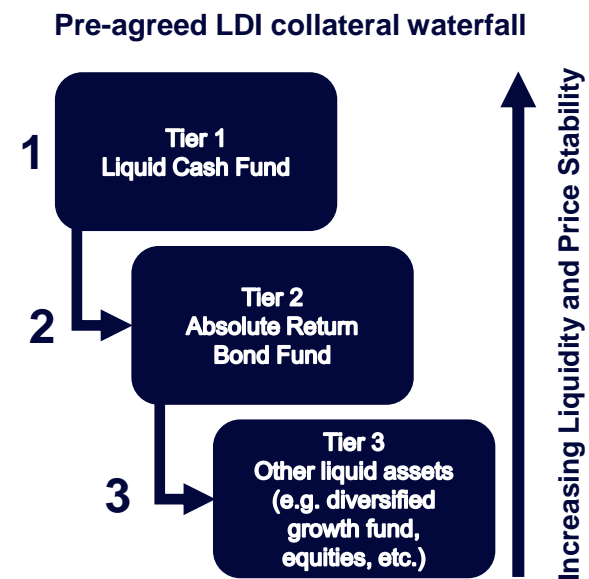 Pre-agreed LDI collateral waterfall
1
Tier 1
Liquid Cash Fund
2
Tier 2
Absolute Return
Bond Fund
3
Tier 3
Other liquid assets
(e.g. diversified
growth fund,
equities, etc.)
Increasing Liquidity and Price Stability